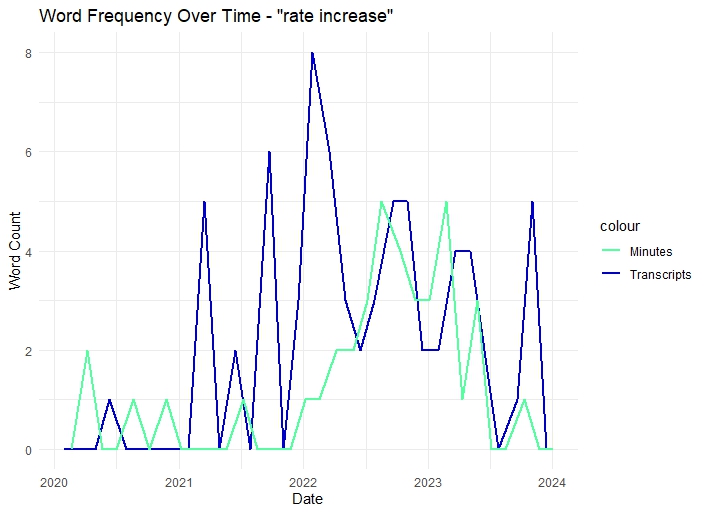 Word Frequency Over Time - "rate increase"
Word Count
8
6
4
2
0
2020 2021 2022 2023 2024
Date
colour
Minutes
Transcripts